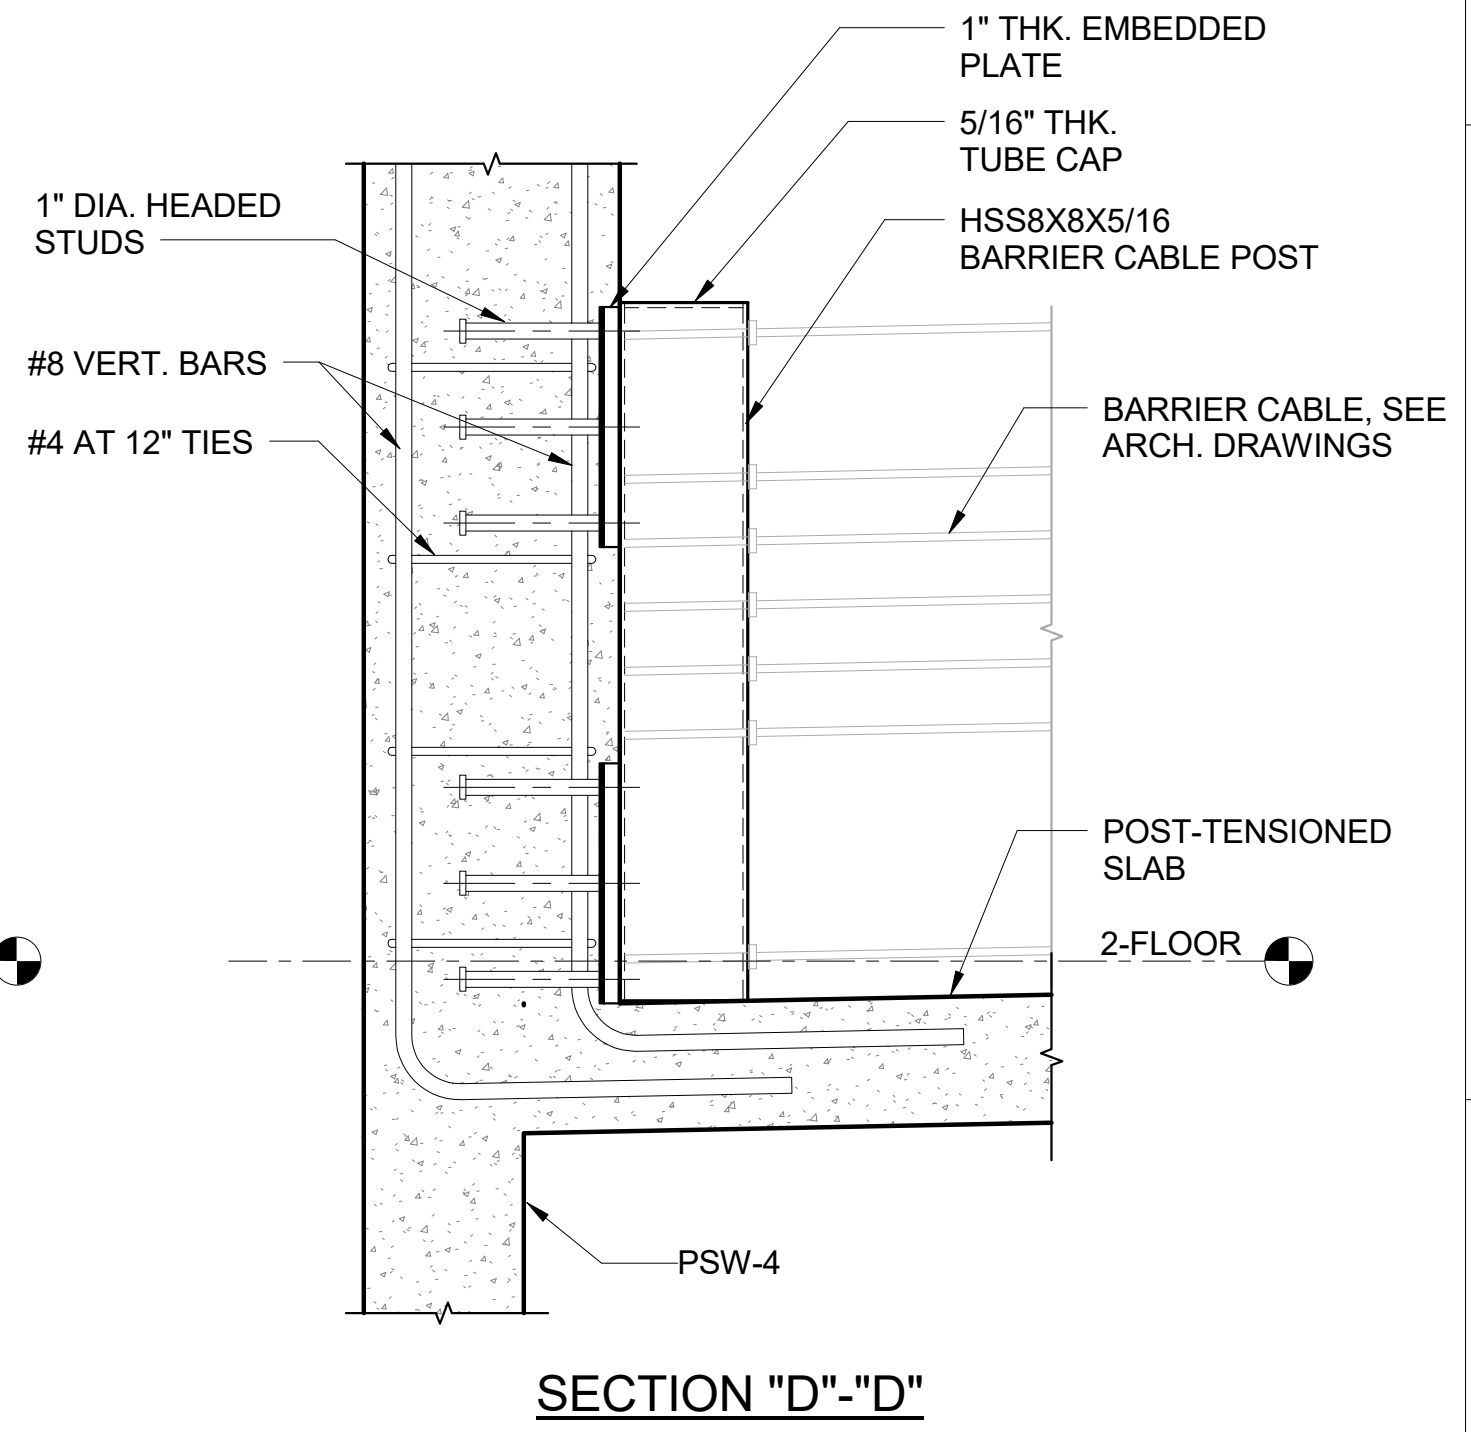 1" THK. EMBEDDED
PLATE
5/16" THK.
TUBE CAP
1" DIA. HEADED
STUDS
HSS8X8X5/16
BARRIER CABLE POST
#8 VERT. BARS
#4 AT 12" TIES
BARRIER CABLE, SEE
ARCH. DRAWINGS
POST-TENSIONED
SLAB
2-FLOOR
PSW-4
SECTION "D"-"D"